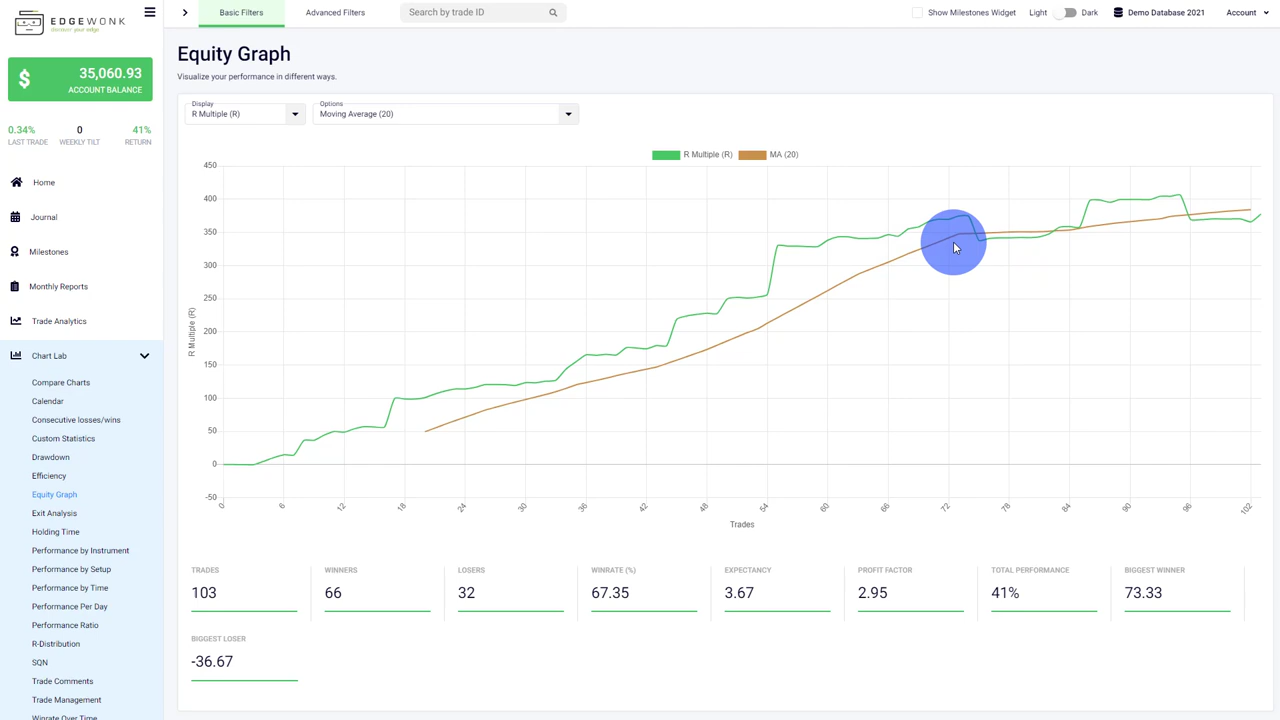 EDGEWONK
discover your edge
Basic Filters
Advanced Filters
Search by trade ID
Show Milestones Widget
Light
Dark
Demo Database 2021
Account
$
35,060.93
ACCOUNT BALANCE
0.34%
LAST TRADE
0
WEEKLY TILT
41%
RETURN
Home
Journal
Milestones
Monthly Reports
Trade Analytics
Chart Lab
Compare Charts
Calendar
Consecutive losses/wins
Custom Statistics
Drawdown
Efficiency
Equity Graph
Exit Analysis
Holding Time
Performance by Instrument
Performance by Setup
Performance by Time
Performance Per Day
Performance Ratio
R-Distribution
SQN
Trade Comments
Trade Management
Winrate Over Time
Equity Graph
Visualize your performance in different ways.
Display
R Multiple (R)
Options
Moving Average (20)
R Multiple (R)
MA (20)
R Multiple (R)
450
400
350
300
250
200
150
100
50
0
-50
0
6
12
18
24
30
36
42
48
54
60
66
72
78
84
90
96
102
Trades
TRADES
103
WINNERS
66
LOSERS
32
WINRATE (%)
67.35
EXPECTANCY
3.67
PROFIT FACTOR
2.95
TOTAL PERFORMANCE
41%
BIGGEST WINNER
73.33
BIGGEST LOSER
-36.67